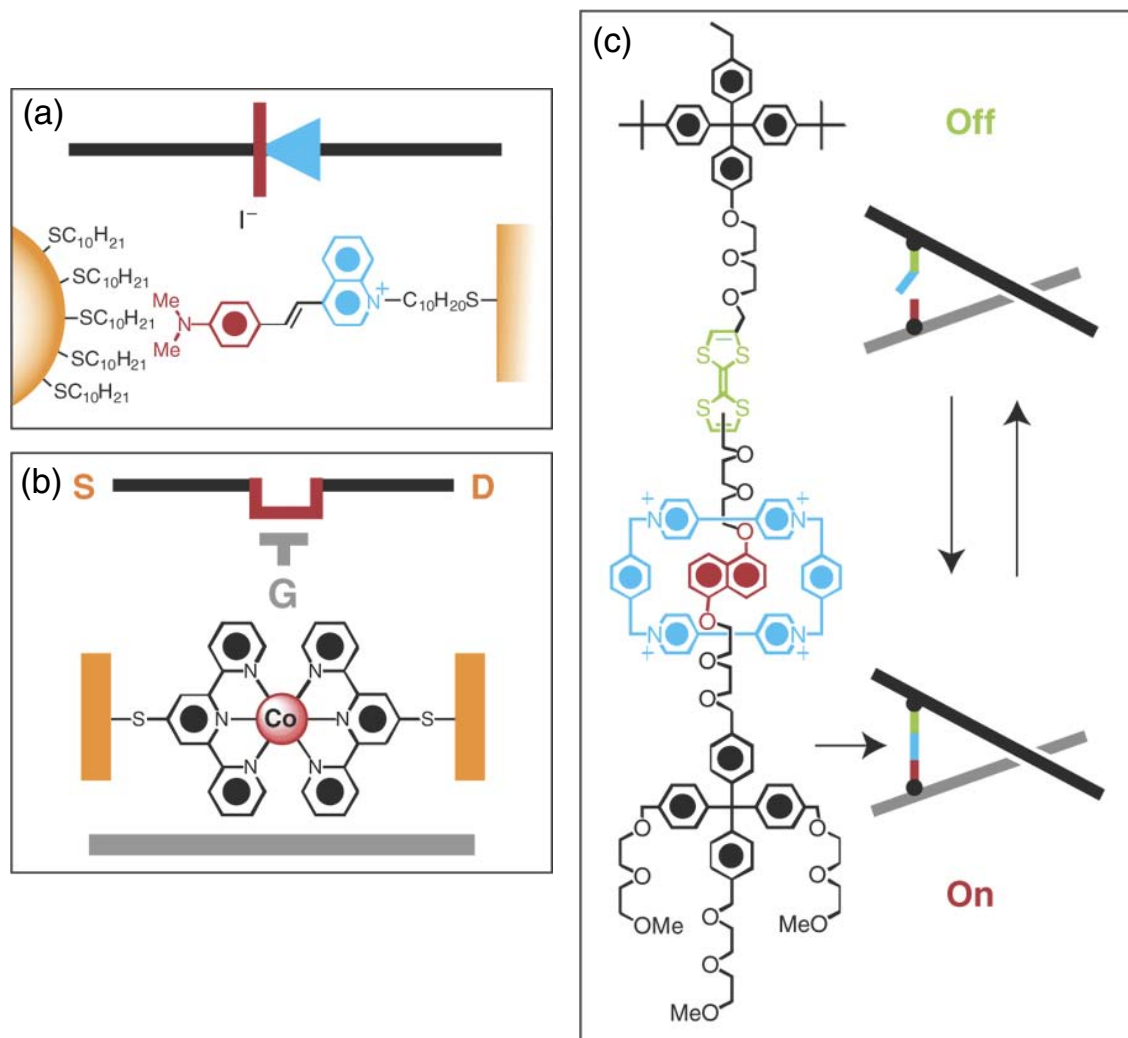 (a)
I⁻
SC₁₀H₂₁
SC₁₀H₂₁
SC₁₀H₂₁
SC₁₀H₂₁
SC₁₀H₂₁
Me
N
Me
N⁺
C₁₀H₂₀S
(b)
S
D
G
N
N
S
N
Co
N
S
N
N
(c)
Off
O
O
O
S
S
S
S
O
O
+
+
N
N
O
O
N
N
+
+
O
O
O
O
O
O
O
OMe
O
MeO
O
MeO
On